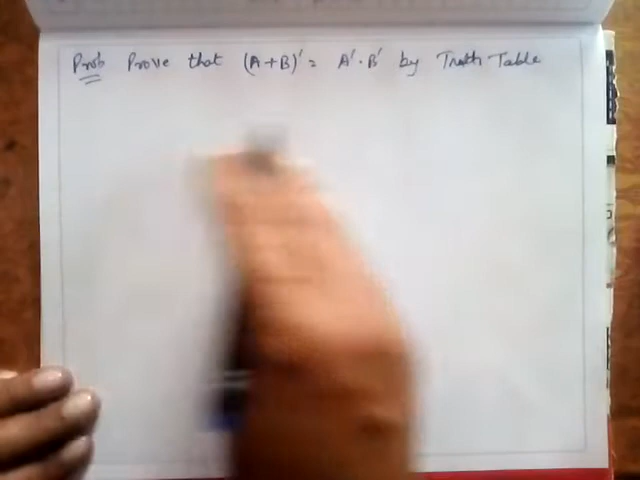 Prob Prove that (A+B)' = A'·B' by Truth Table